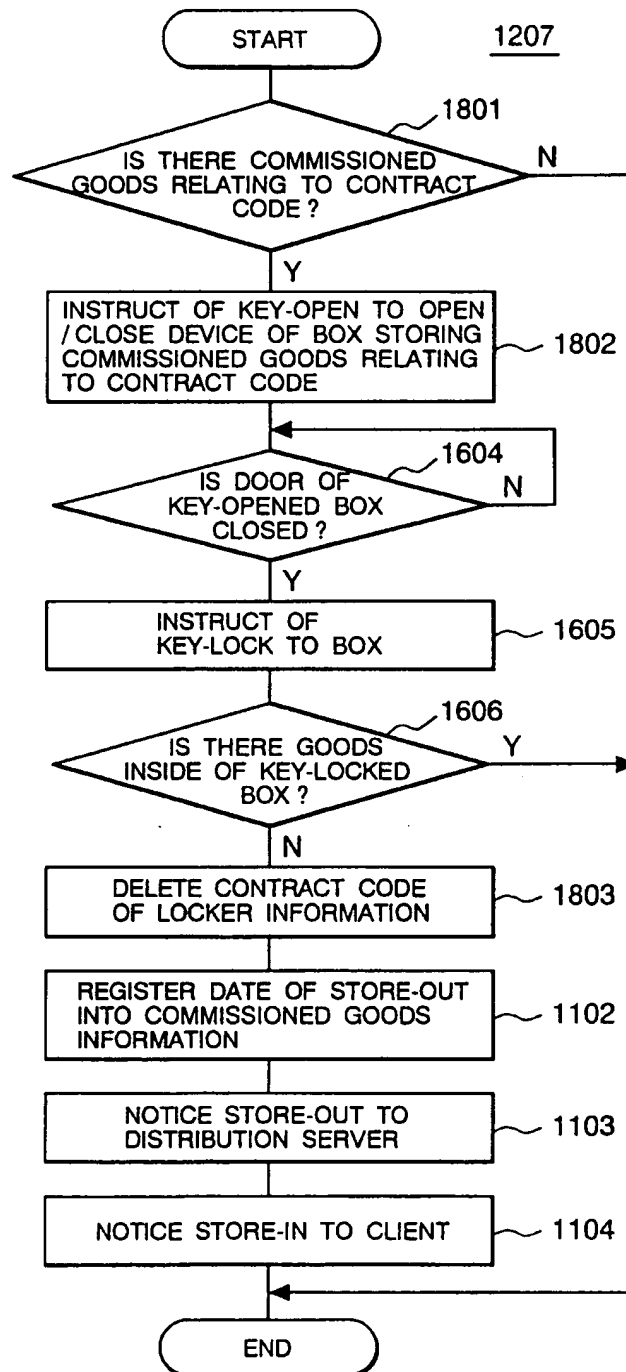 START
1207
1801
IS THERE COMMISSIONED
GOODS RELATING TO CONTRACT
CODE ?
N
Y
INSTRUCT OF KEY-OPEN TO OPEN
/CLOSE DEVICE OF BOX STORING
COMMISSIONED GOODS RELATING
TO CONTRACT CODE
1802
1604
IS DOOR OF
KEY-OPENED BOX
CLOSED ?
N
Y
INSTRUCT OF
KEY-LOCK TO BOX
1605
1606
IS THERE GOODS
INSIDE OF KEY-LOCKED
BOX ?
Y
N
DELETE CONTRACT CODE
OF LOCKER INFORMATION
1803
REGISTER DATE OF STORE-OUT
INTO COMMISSIONED GOODS
INFORMATION
1102
NOTICE STORE-OUT TO
DISTRIBUTION SERVER
1103
NOTICE STORE-IN TO CLIENT
1104
END